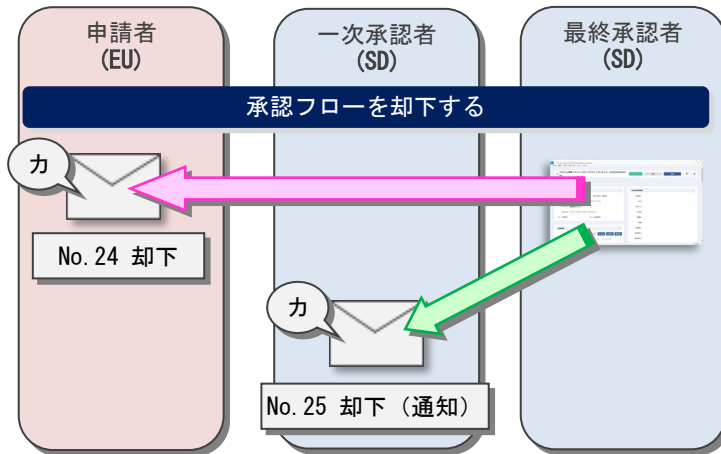 申請者
(EU)
一次承認者
(SD)
最終承認者
(SD)
承認フローを却下する
カ
No.24 却下
カ
No.25 却下（通知）